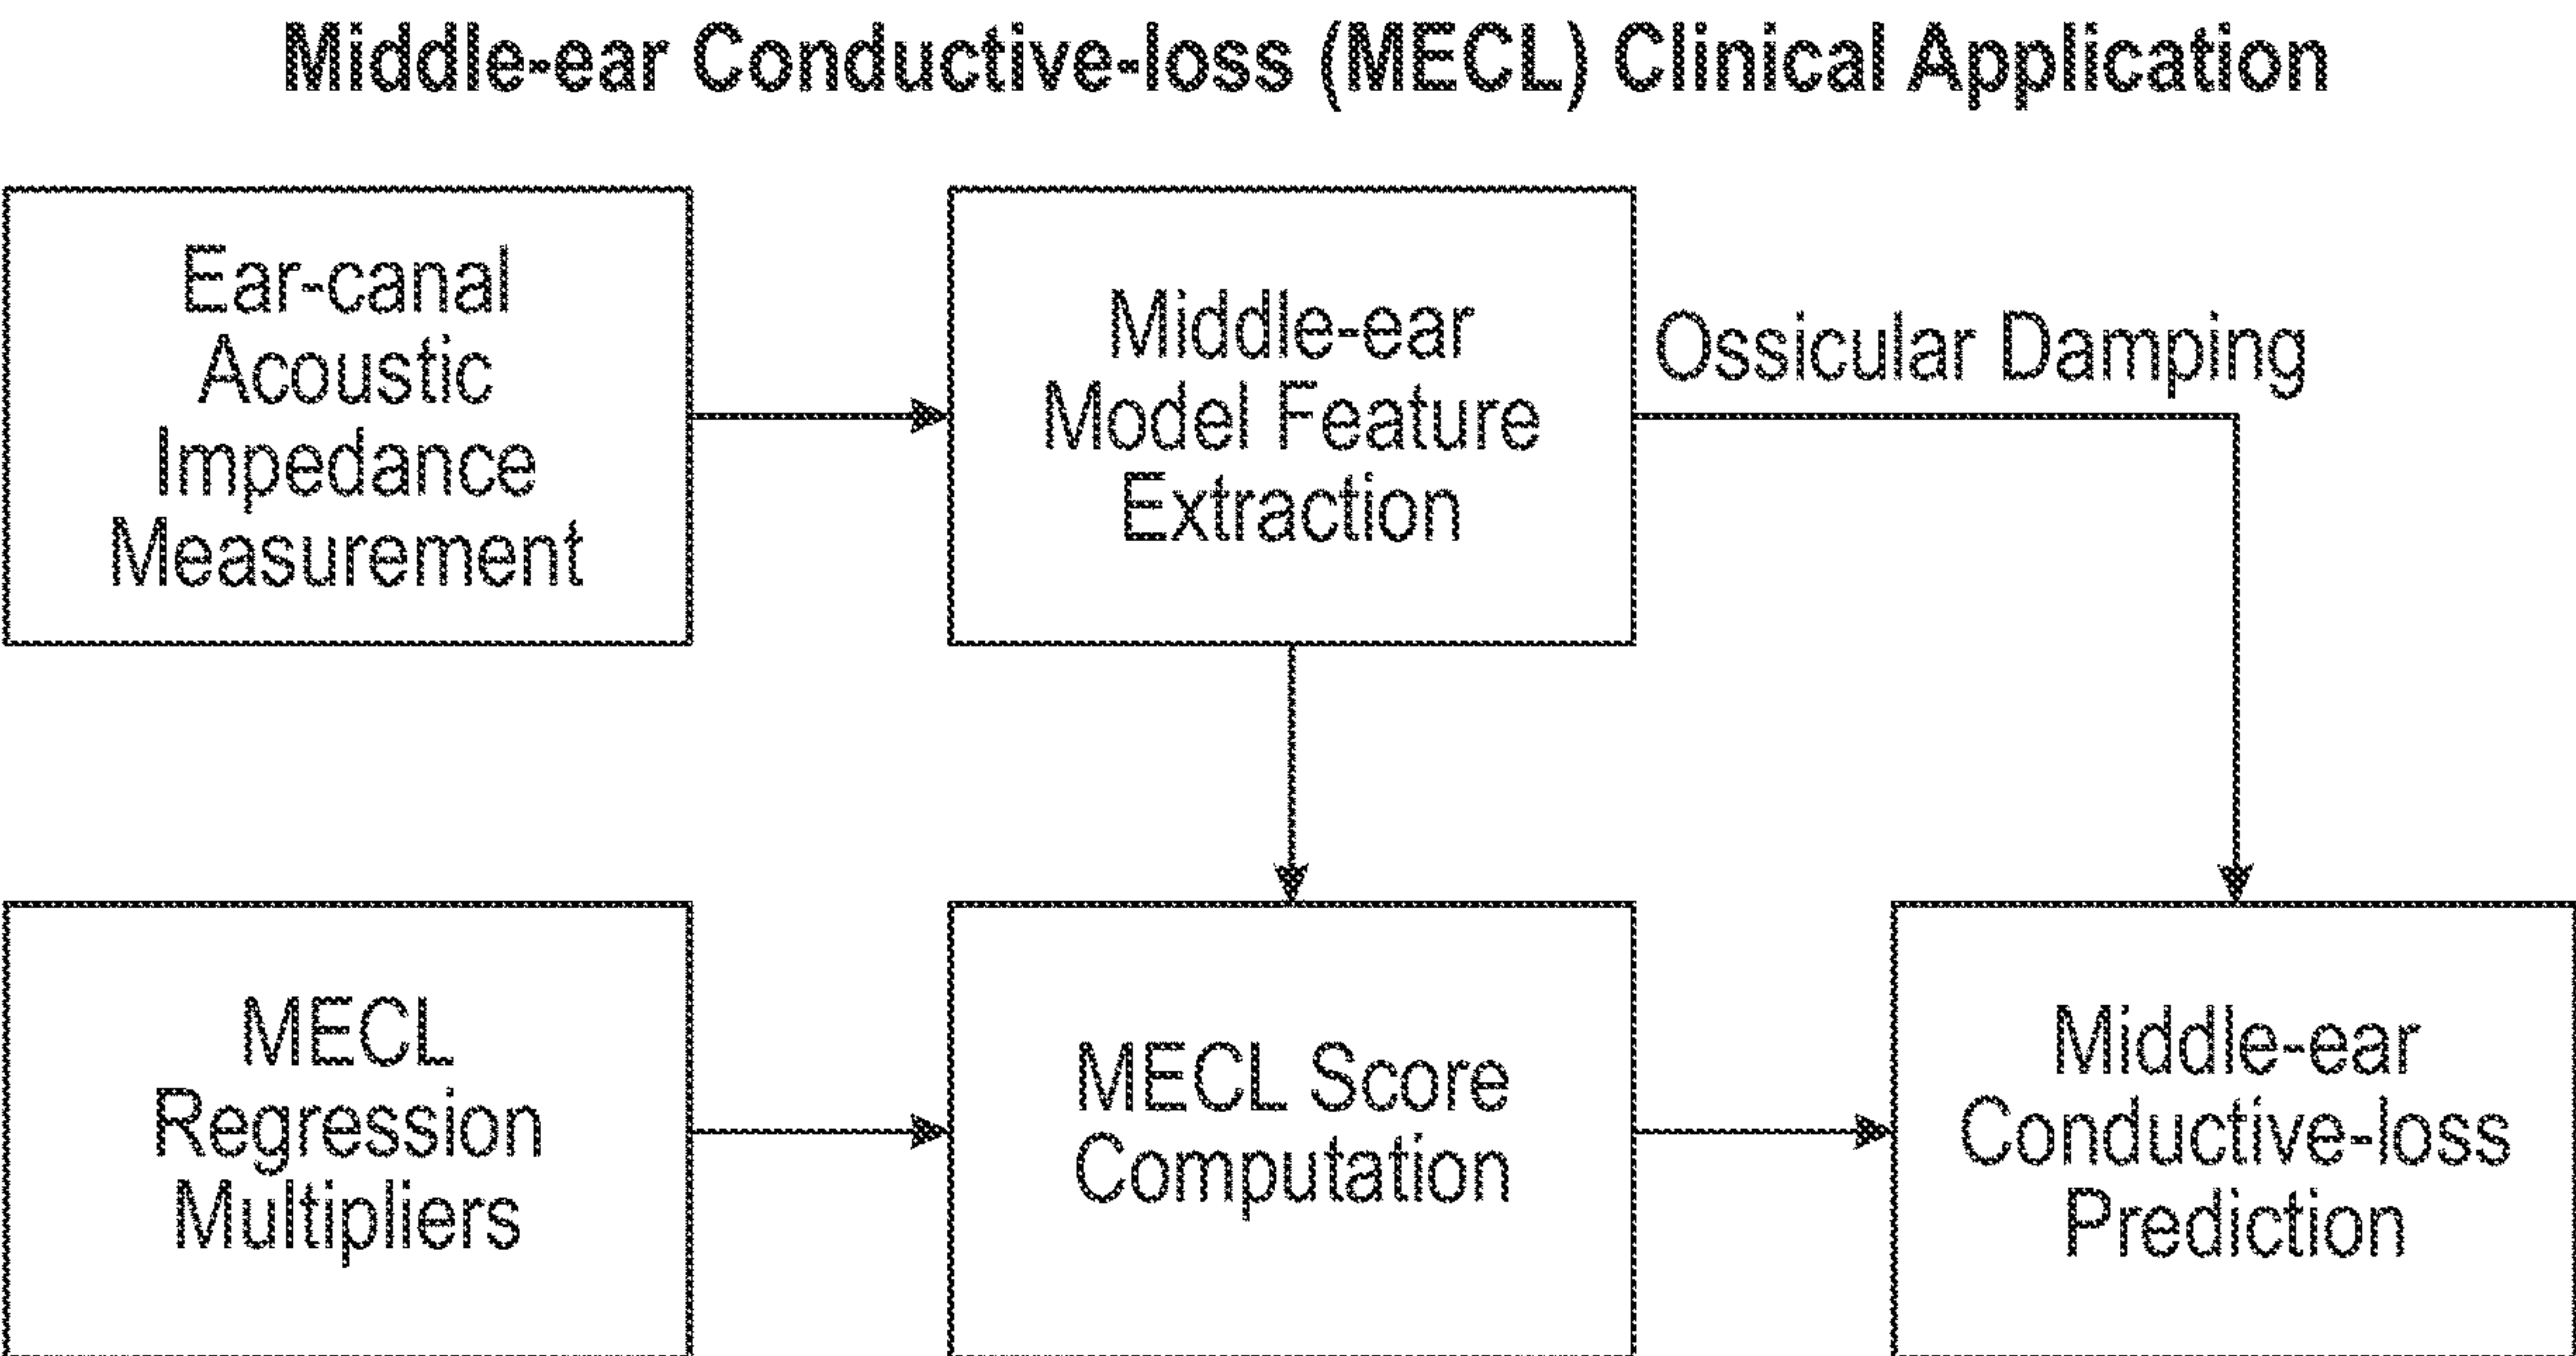 Middle-ear Conductive-loss (MECL) Clinical Application
Ear-canal
Acoustic
Impedance
Measurement
Middle-ear
Model Feature
Extraction
Ossicular Damping
MECL
Regression
Multipliers
MECL Score
Computation
Middle-ear
Conductive-loss
Prediction